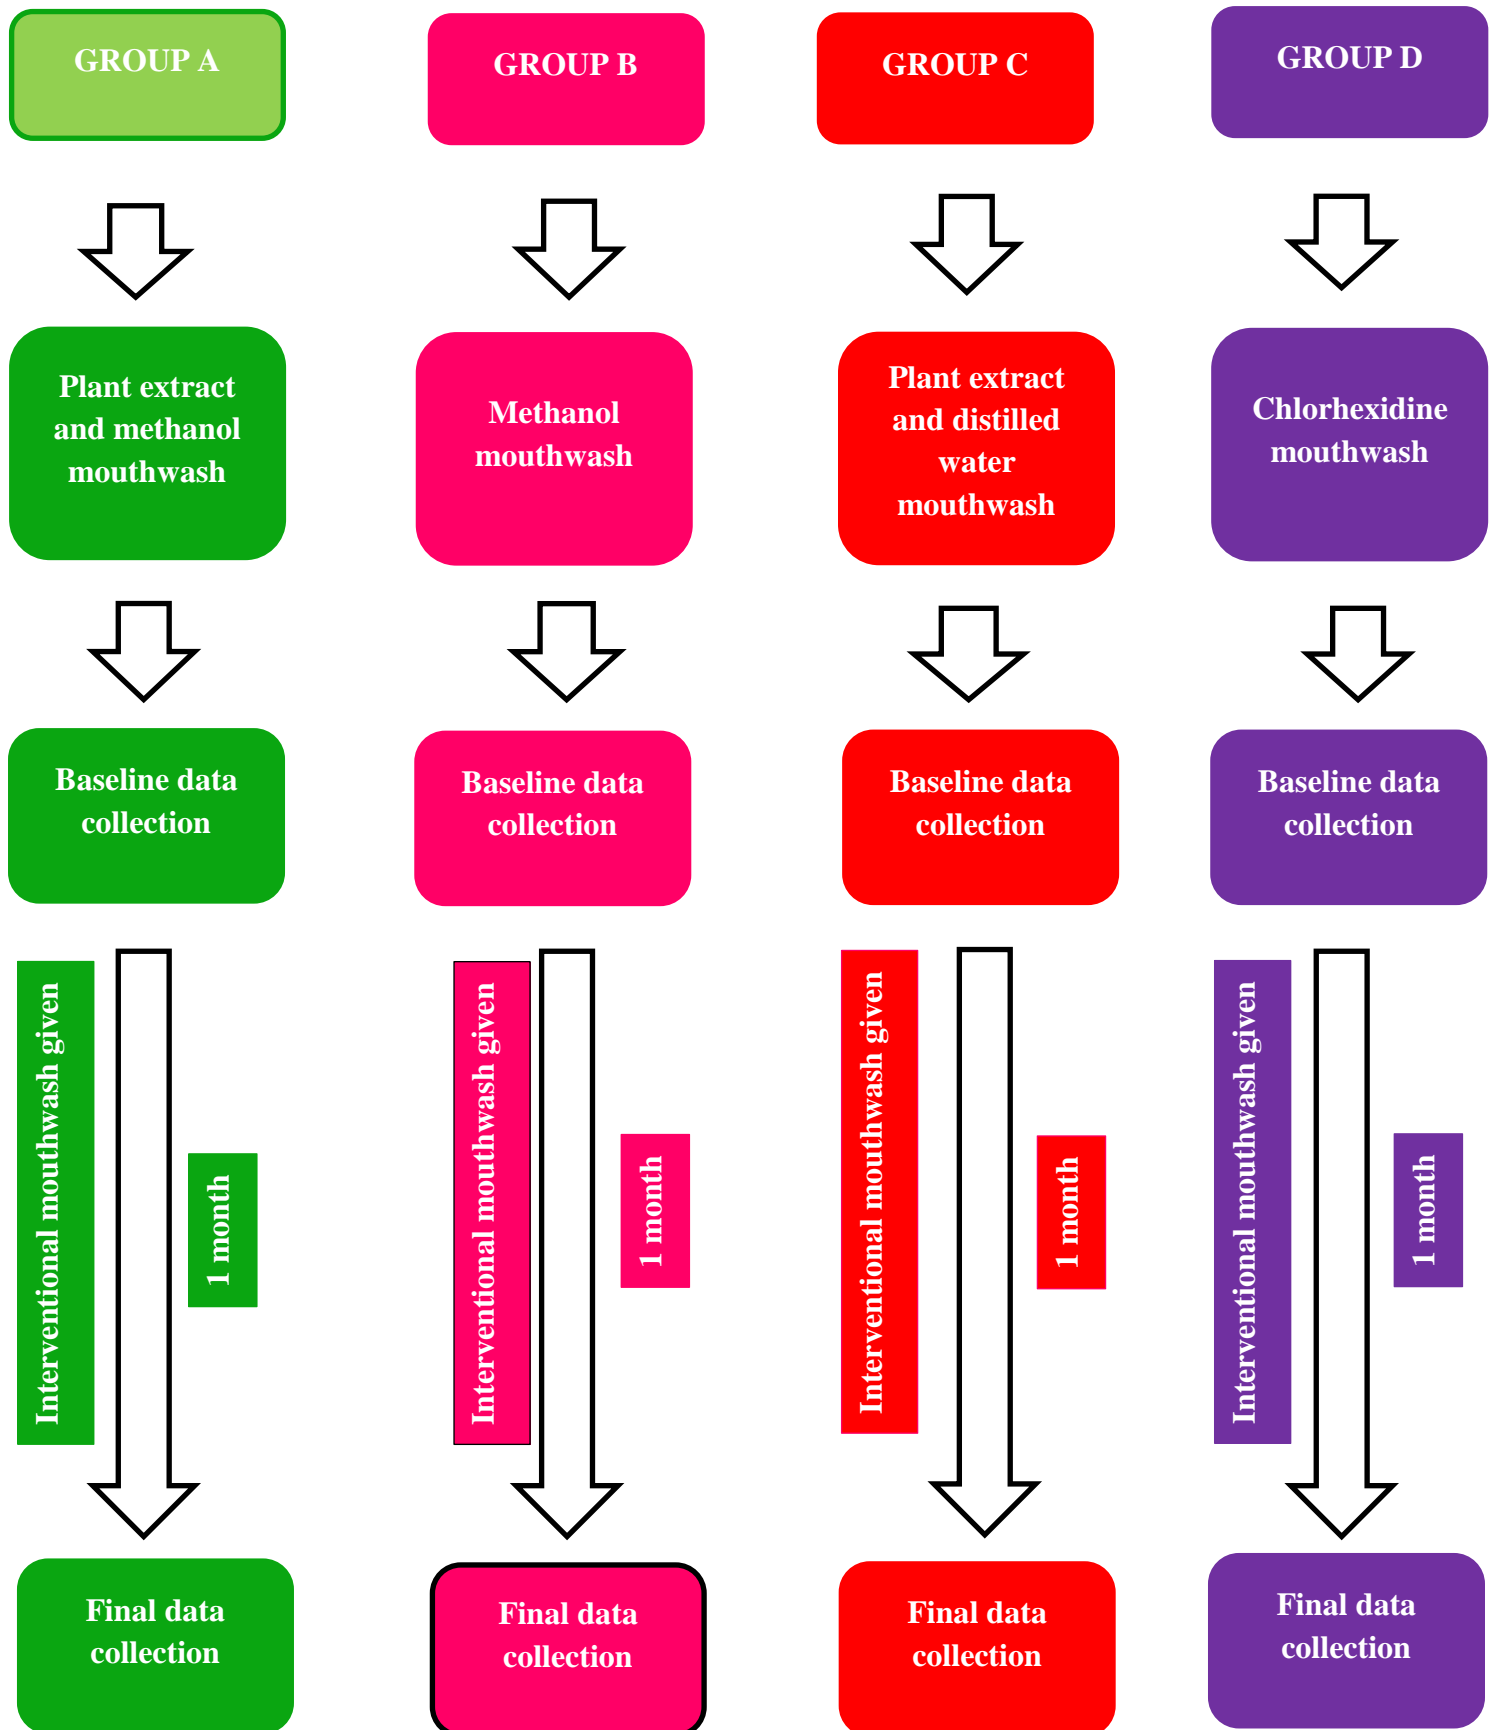 GROUP A
GROUP B
GROUP C
GROUP D
Plant extract
and methanol
mouthwash
Methanol
mouthwash
Plant extract
and distilled
water
mouthwash
Chlorhexidine
mouthwash
Baseline data
collection
Baseline data
collection
Baseline data
collection
Baseline data
collection
Interventional mouthwash given
1 month
Interventional mouthwash given
1 month
Interventional mouthwash given
1 month
Interventional mouthwash given
1 month
Final data
collection
Final data
collection
Final data
collection
Final data
collection